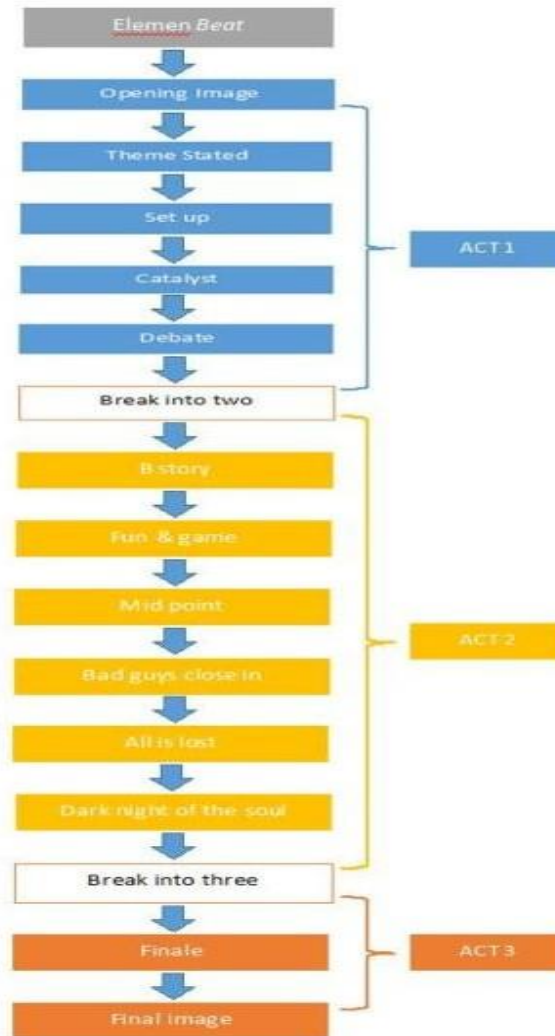 Elemen Beat
Opening Image
Theme Stated
Set up
Catalyst
Debate
ACT 1
Break into two
B story
Fun & game
Mid point
Bad guys close in
All is lost
Dark night of the soul
ACT 2
Break into three
Finale
Final image
ACT 3